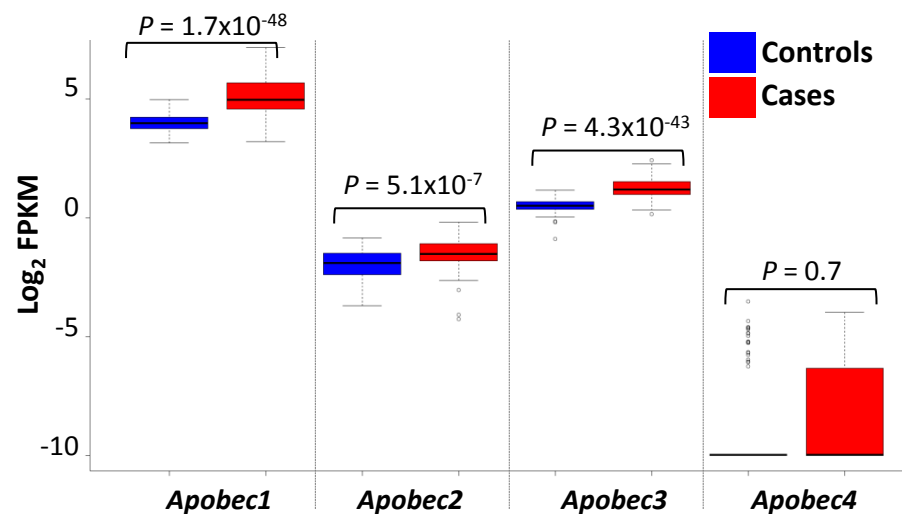 P = 1.7x10⁻⁴⁸
Controls
Cases
P = 4.3x10⁻⁴³
P = 5.1x10⁻⁷
P = 0.7
Log₂ FPKM
5
0
-5
-10
Apobec1 Apobec2 Apobec3 Apobec4